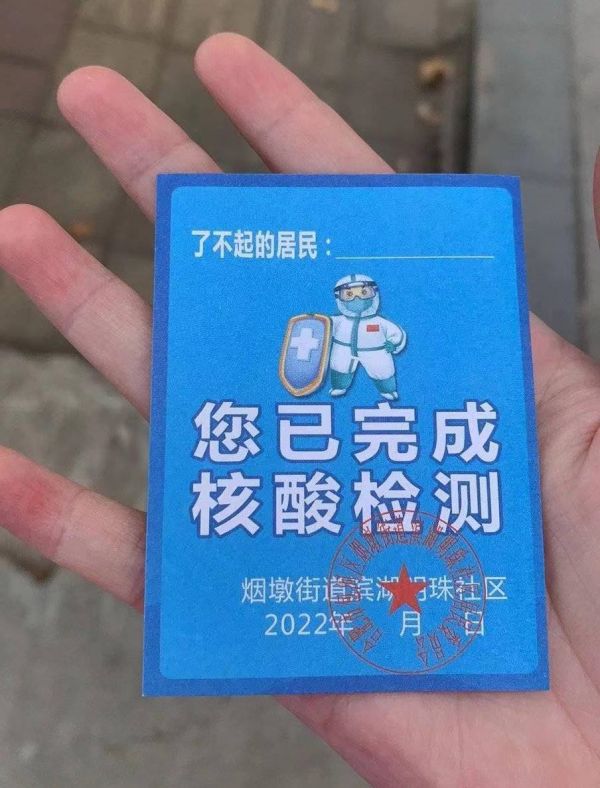 了不起的居民：
您已完成
核酸检测
烟墩街道滨湖明珠社区
2022年 月 日